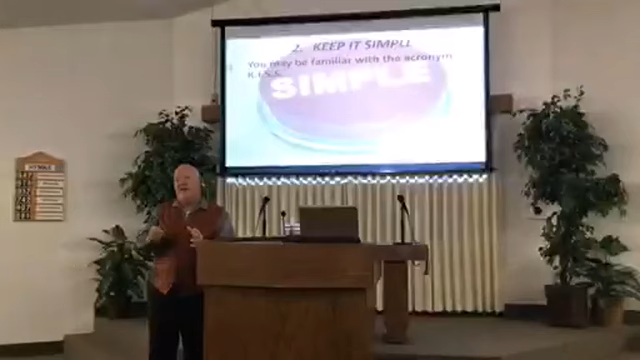 2. KEEP IT SIMPLE
You may be familiar with the acronym
K.I.S.S.
SIMPLE
HYMNS